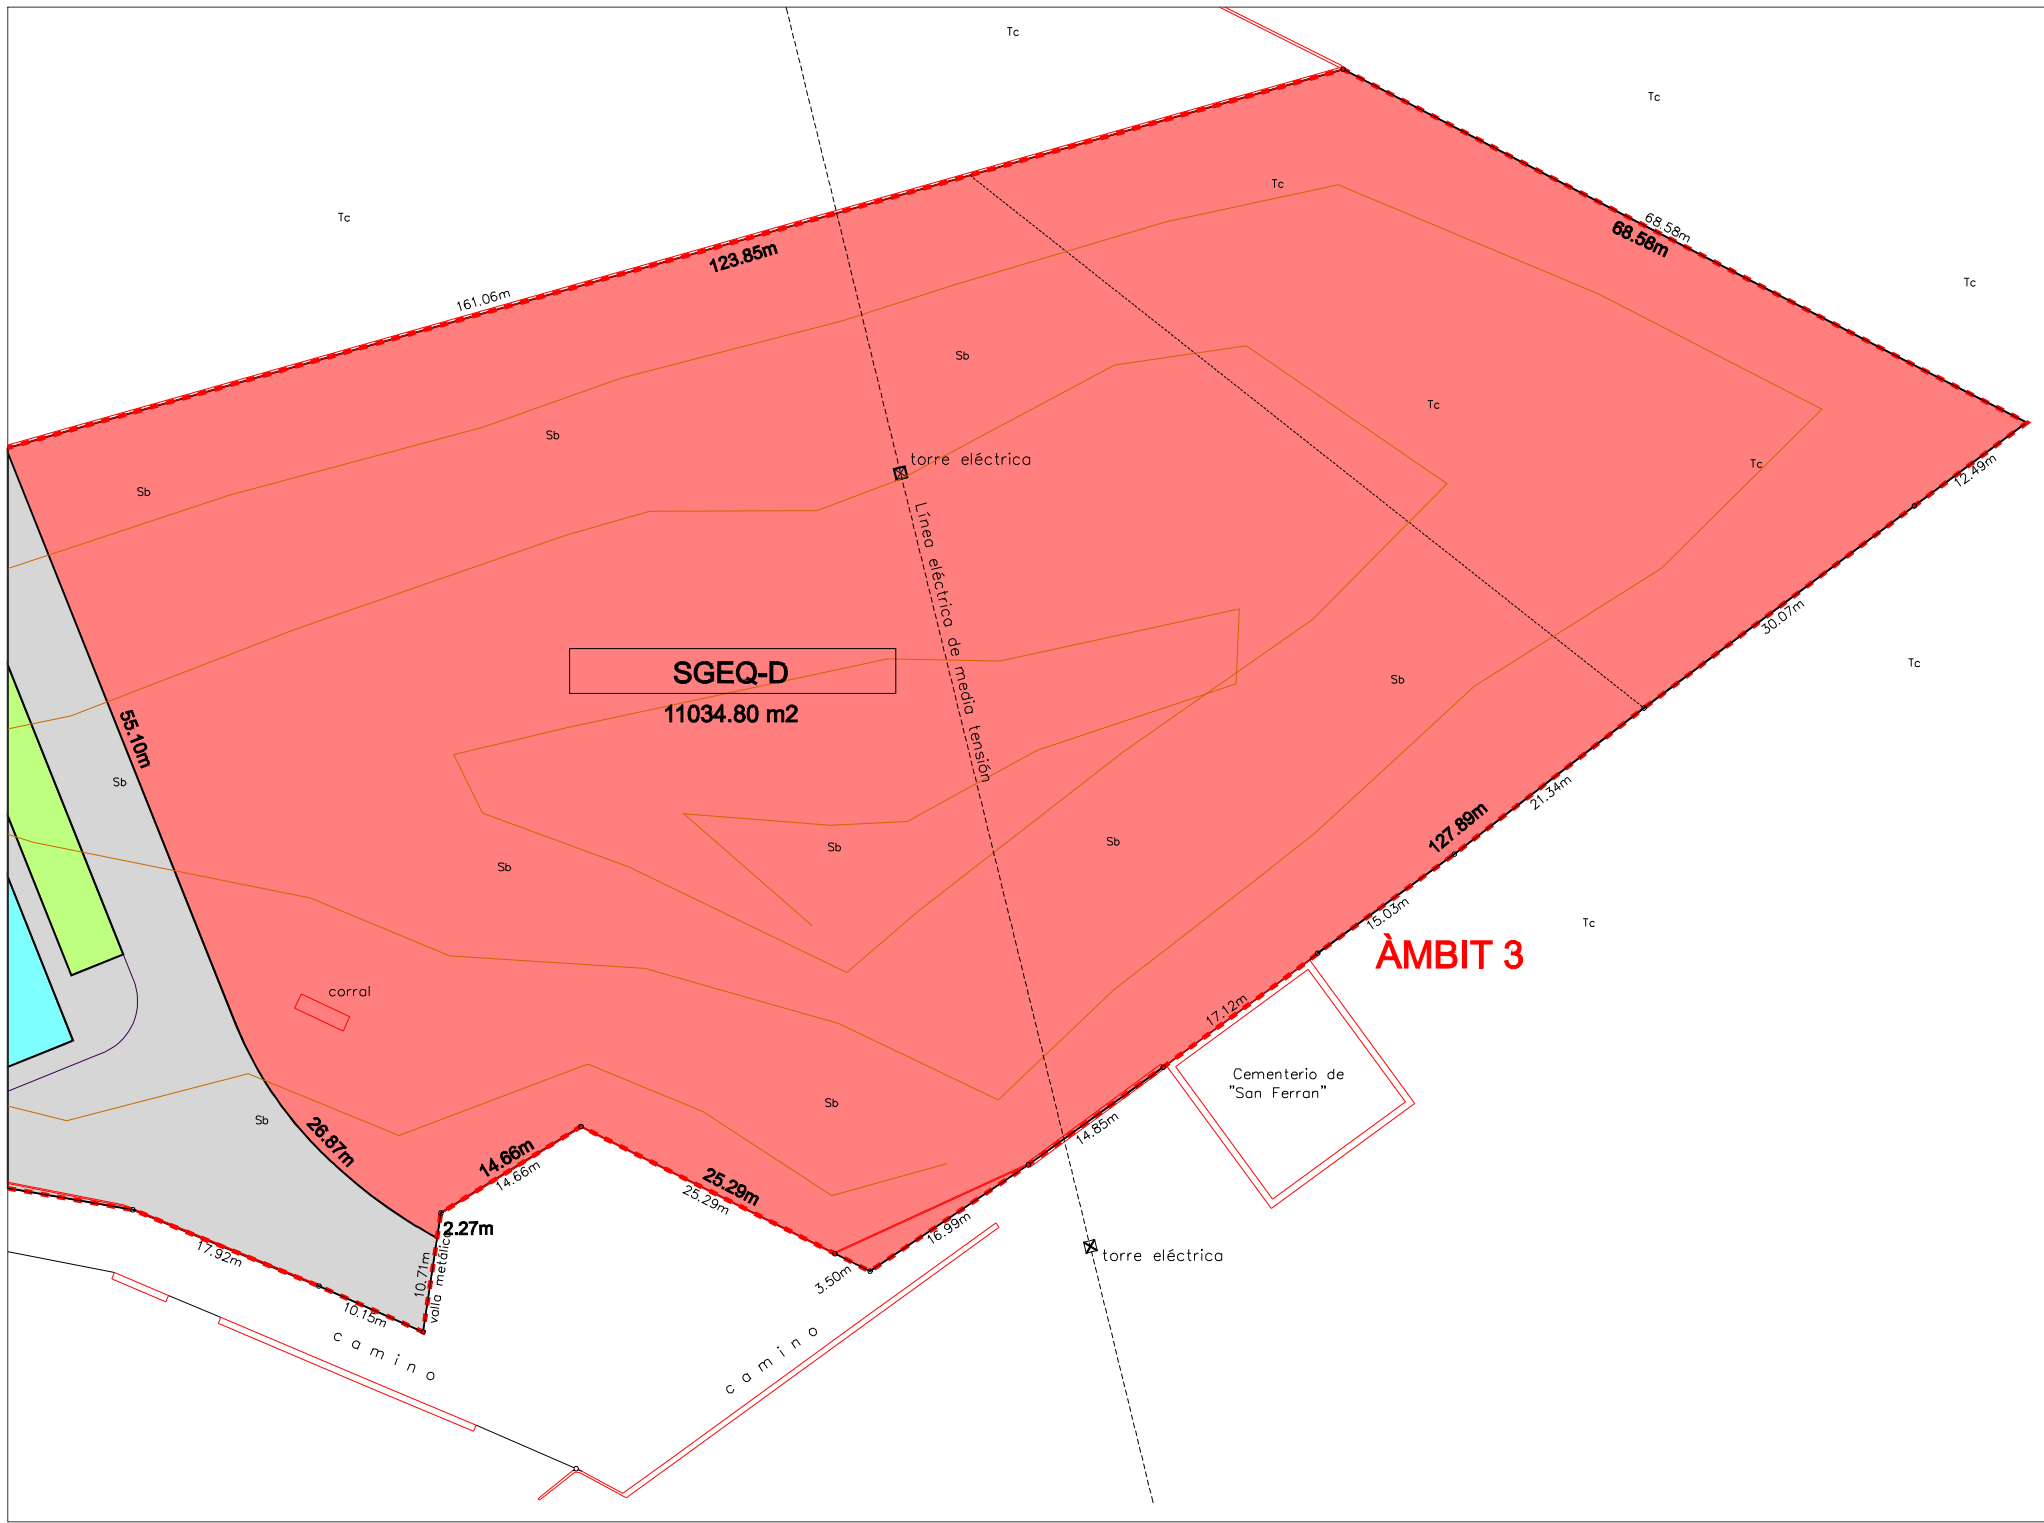 Tc
Tc
Tc
Tc
68.58m
68.58m
123.85m
161.06m
Tc
Sb
Tc
Sb
torre eléctrica
Tc
12.49m
Sb
Línea eléctrica de media tensión
30.07m
SGEQ-D
11034.80 m2
Sb
Tc
55.10m
Sb
21.34m
127.89m
Sb
Sb
Sb
15.03m
Tc
ÀMBIT 3
corral
17.12m
Cementerio de
"San Ferran"
Sb
Sb
26.87m
14.85m
14.66m
14.66m
25.29m
25.29m
2.27m
16.99m
17.92m
10.71m
valla metálica
torre eléctrica
3.50m
10.15m
camino
camino